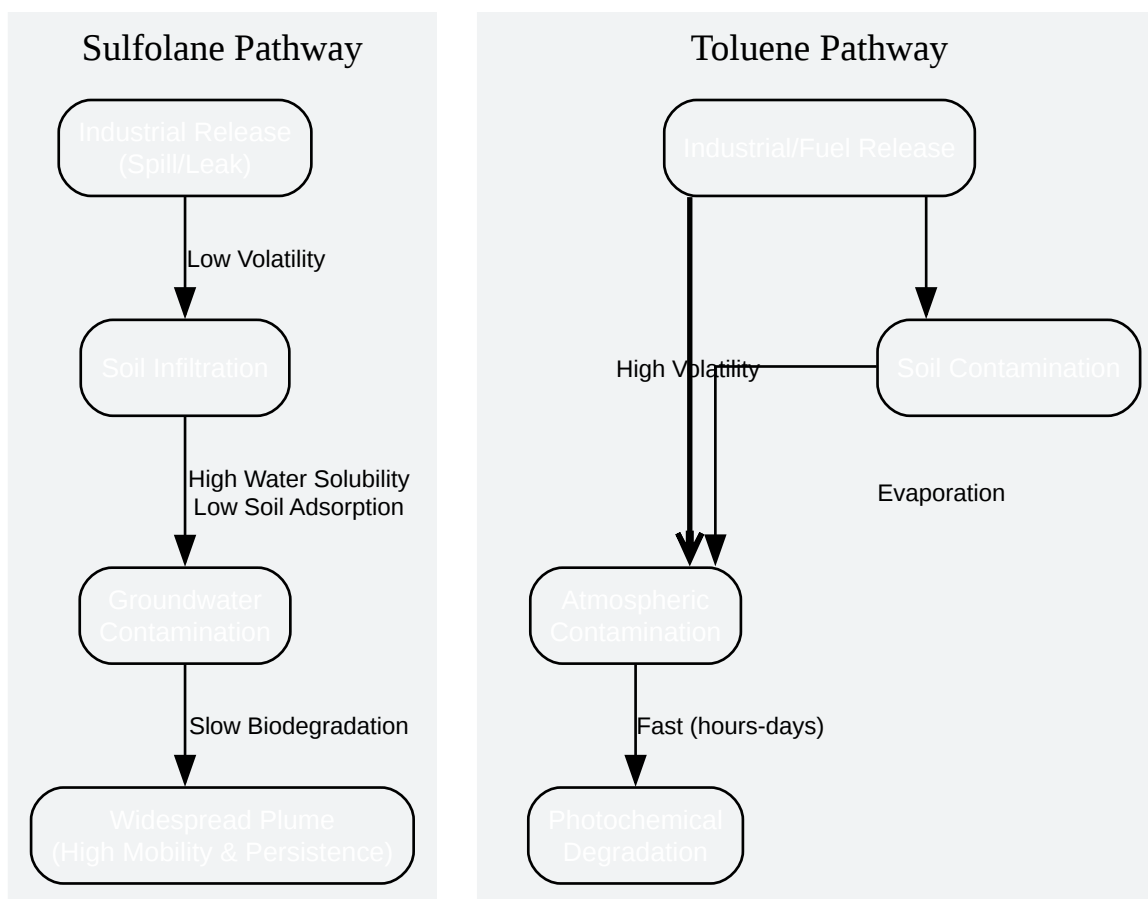 Sulfolane Pathway
Industrial Release
(Spill/Leak)
Low Volatility
Soil Infiltration
High Water Solubility
Low Soil Adsorption
Groundwater
Contamination
Slow Biodegradation
Widespread Plume
(High Mobility & Persistence)
Toluene Pathway
Industrial/Fuel Release
High Volatility
Soil Contamination
Evaporation
Atmospheric
Contamination
Fast (hours-days)
Photochemical
Degradation